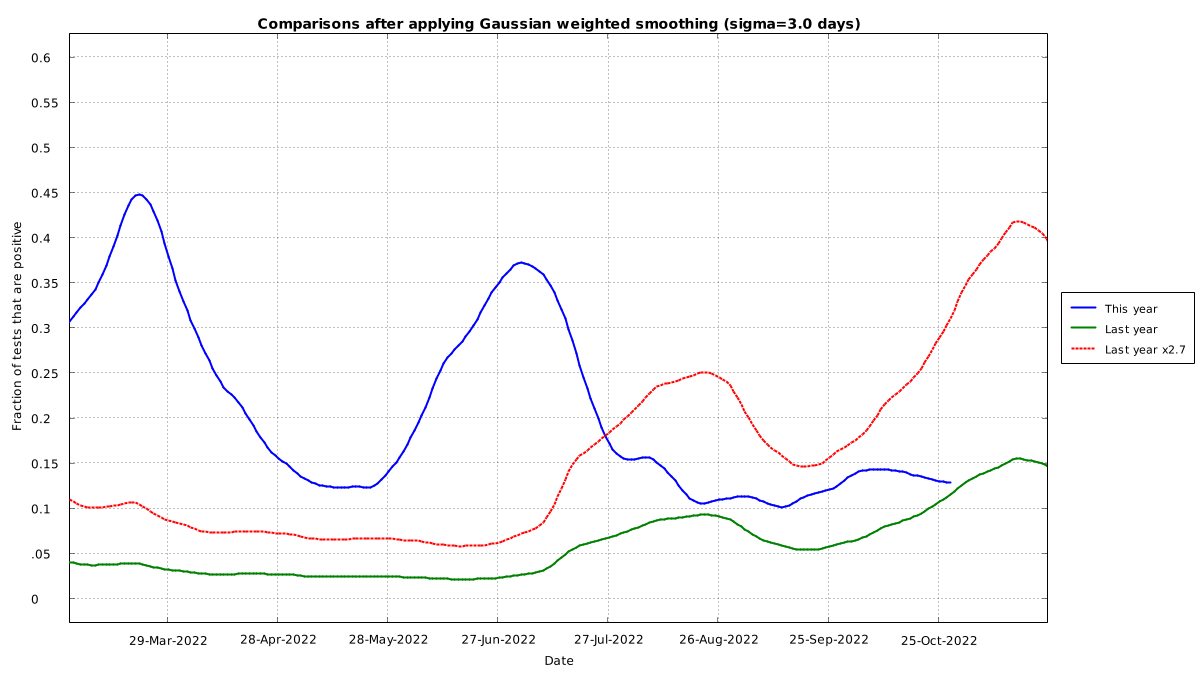 Comparisons after applying Gaussian weighted smoothing (sigma=3.0 days)
0.6
0.55
0.5
0.45
0.4
0.35
0.3
0.25
0.2
0.15
0.1
.05
0
Fraction of tests that are positive
29-Mar-2022
28-Apr-2022
28-May-2022
27-Jun-2022
27-Jul-2022
26-Aug-2022
25-Sep-2022
25-Oct-2022
Date
This year
Last year
Last year x2.7